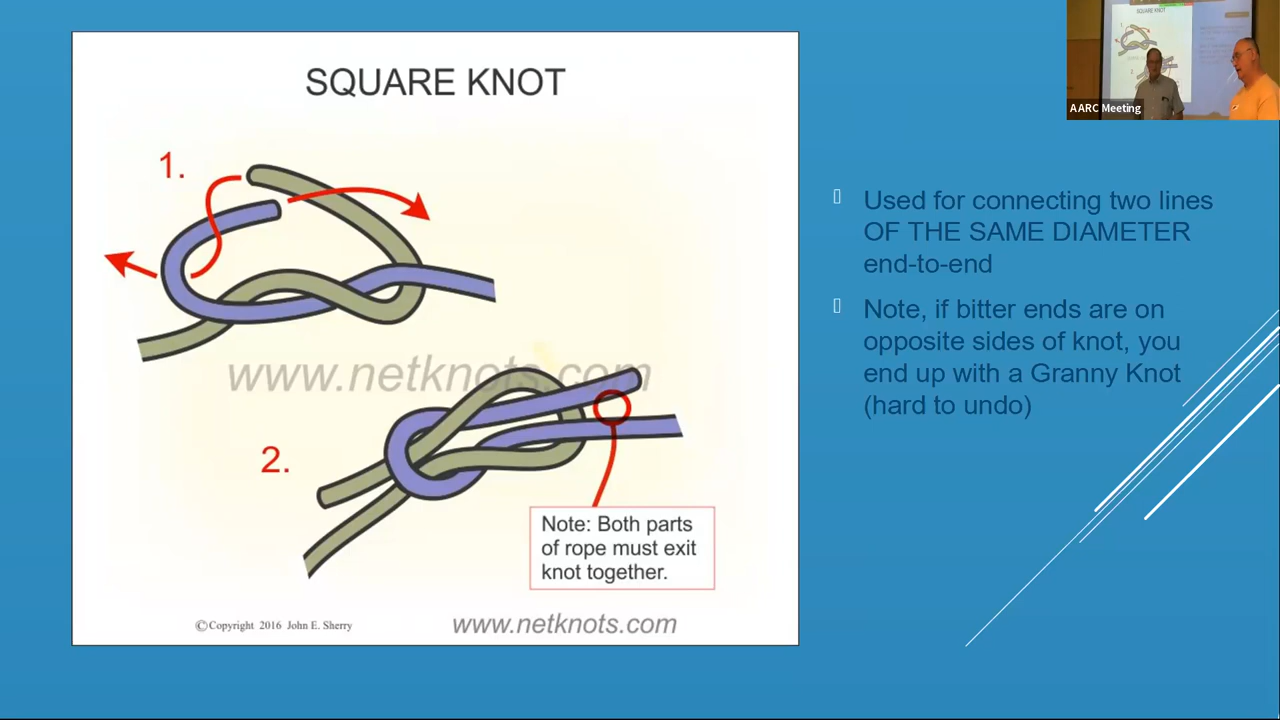 SQUARE KNOT
1.
www.netknots.com
2.
Note: Both parts
of rope must exit
knot together.
©Copyright 2016 John E. Sherry
www.netknots.com
Used for connecting two lines
OF THE SAME DIAMETER
end-to-end
Note, if bitter ends are on
opposite sides of knot, you
end up with a Granny Knot
(hard to undo)
SQUARE KNOT
AARC Meeting